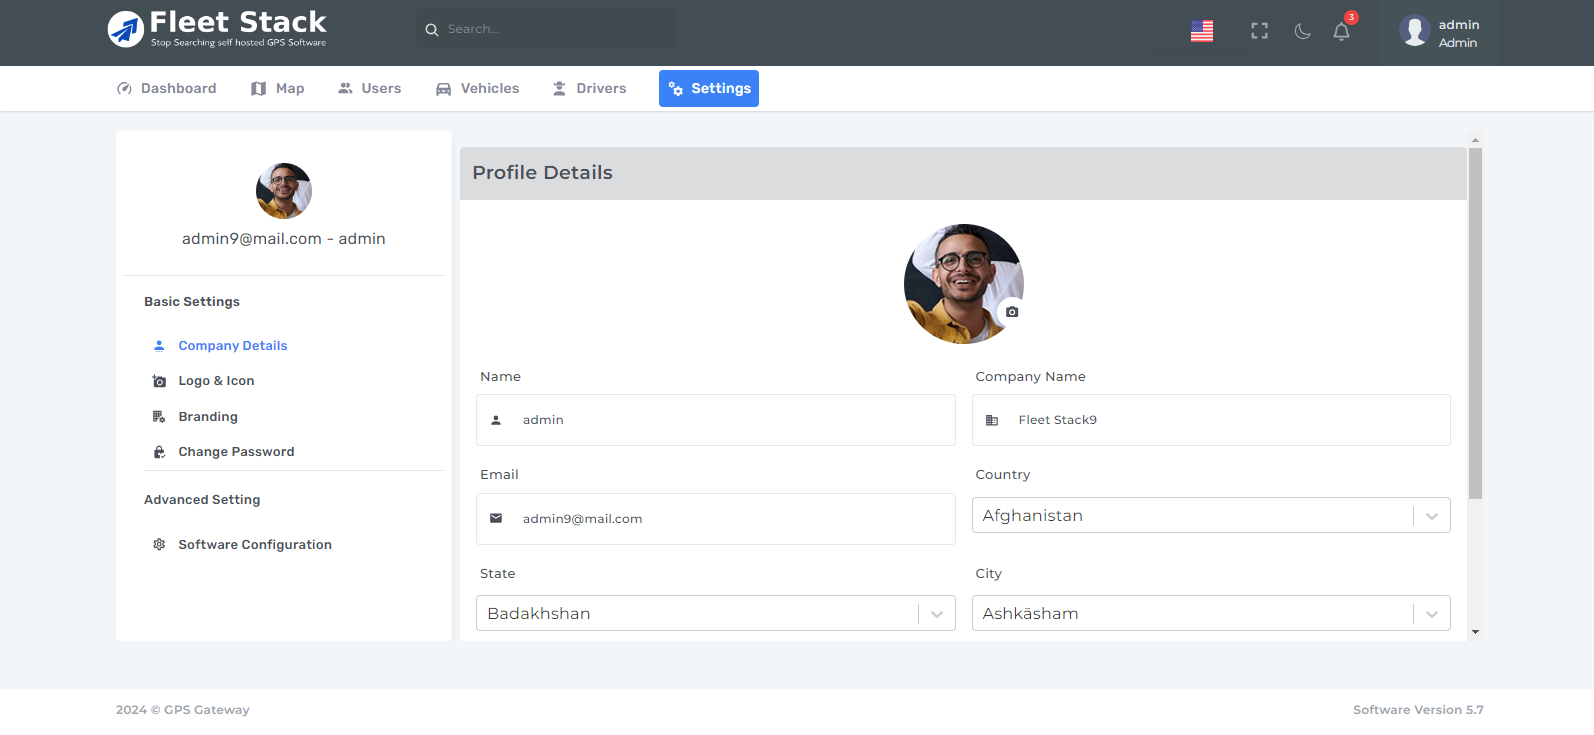 Fleet Stack
Stop Searching self hosted GPS Software
Search...
3
admin
Admin
Dashboard
Map
Users
Vehicles
Drivers
Settings
admin9@mail.com - admin
Basic Settings
Company Details
Logo & Icon
Branding
Change Password
Advanced Setting
Software Configuration
Profile Details
Name
Company Name
admin
Fleet Stack9
Email
Country
admin9@mail.com
Afghanistan
State
City
Badakhshan
Ashkāsham
2024 © GPS Gateway
Software Version 5.7